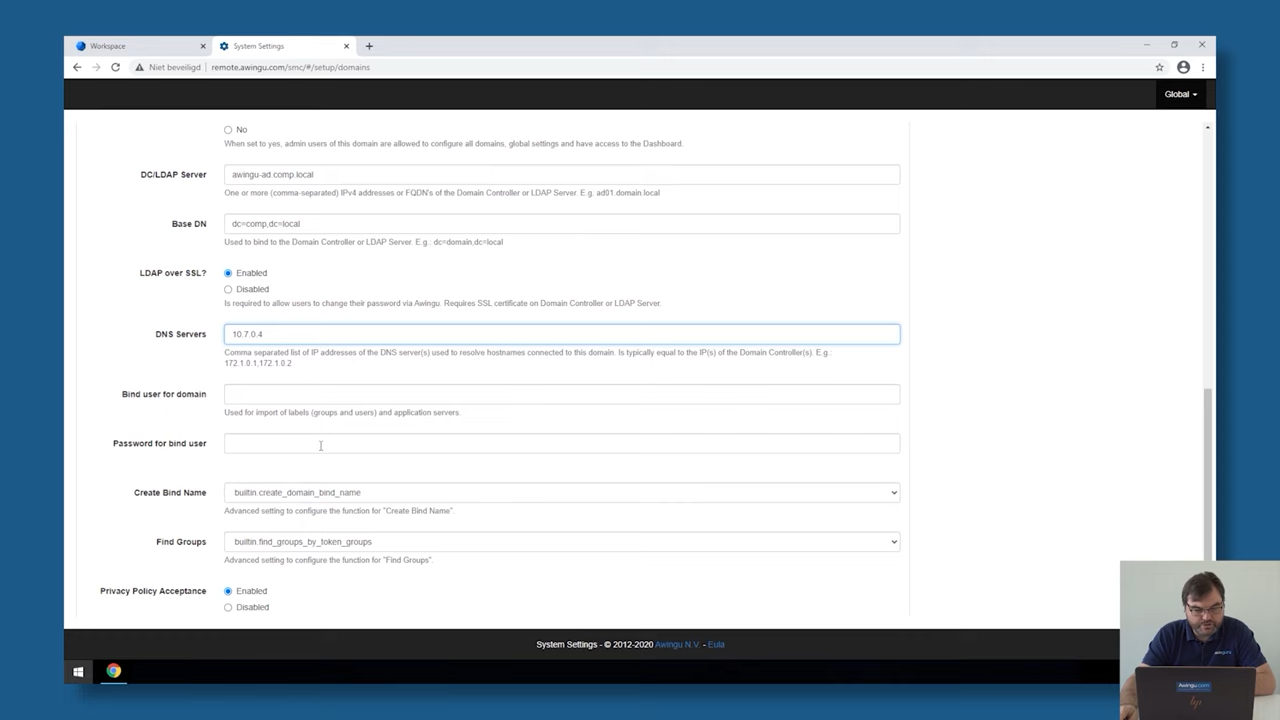 Workspace
System Settings
Niet beveiligd
remote.awingu.com/smc/#/setup/domains
Global
No
When set to yes, admin users of this domain are allowed to configure all domains, global settings and have access to the Dashboard.
DC/LDAP Server
awingu-ad.comp.local
One or more (comma-separated) IPv4 addresses or FQDN's of the Domain Controller or LDAP Server. E.g. ad01.domain.local
Base DN
dc=comp,dc=local
Used to bind to the Domain Controller or LDAP Server. E.g.: dc=domain,dc=local
LDAP over SSL?
Enabled
Disabled
Is required to allow users to change their password via Awingu. Requires SSL certificate on Domain Controller or LDAP Server.
DNS Servers
10.7.0.4
Comma separated list of IP addresses of the DNS server(s) used to resolve hostnames connected to this domain. Is typically equal to the IP(s) of the Domain Controller(s). E.g.:
172.1.0.1,172.1.0.2
Bind user for domain
Used for import of labels (groups and users) and application servers.
Password for bind user
Create Bind Name
builtin.create_domain_bind_name
Advanced setting to configure the function for "Create Bind Name".
Find Groups
builtin.find_groups_by_token_groups
Advanced setting to configure the function for "Find Groups".
Privacy Policy Acceptance
Enabled
Disabled
System Settings - © 2012-2020 Awingu N.V. - Eula
Awingu.com
hp